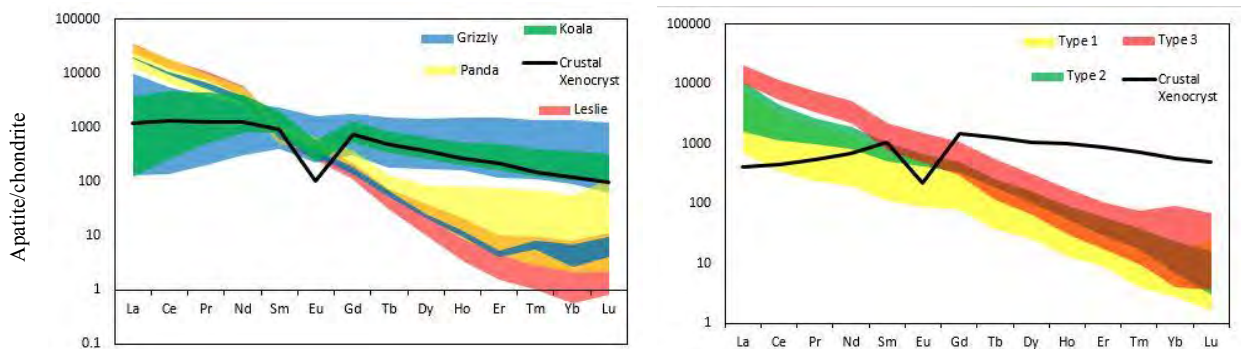 Apatite/chondrite
100000
10000
1000
100
10
1
0.1
Grizzly
Koala
Panda
Crustal
Xenocryst
Leslie
La Ce Pr Nd Sm Eu Gd Tb Dy Ho Er Tm Yb Lu
100000
10000
1000
100
10
1
Type 1
Type 3
Type 2
Crustal
Xenocryst
La Ce Pr Nd Sm Eu Gd Tb Dy Ho Er Tm Yb Lu